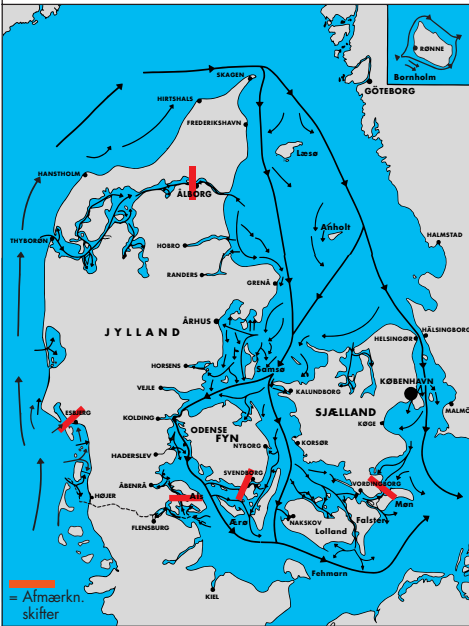 RØNNE
Bornholm
SKAGEN
GÖTEBORG
HIRTSHALS
FREDERIKSHAVN
Læsø
HANSTHOLM
ÅLBORG
Anholt
HALMSTAD
THYBORØN
HOBRO
RANDERS
GRENÅ
ÅRHUS
JYLLAND
HÄLSINGBORG
HELSINGØR
HORSENS
Samsø
KØBENHAVN
VEJLE
KALUNDBORG
MALMÖ
ESBJERG
KOLDING
SJÆLLAND
ODENSE
FYN
KØGE
NYBORG
KORSØR
HADERSLEV
SVENDBORG
VORDINGBORG
ÅBENRÅ
Als
Møn
HØJER
Ærø
NAKSKOV
Falster
FLENSBURG
Lolland
Fehmarn
KIEL
= Afmærkn.
skifter